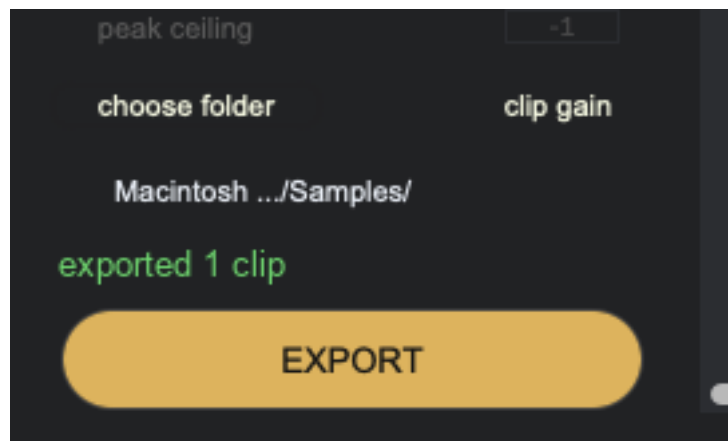 peak ceiling -1
choose folder clip gain
Macintosh .../Samples/
exported 1 clip
EXPORT